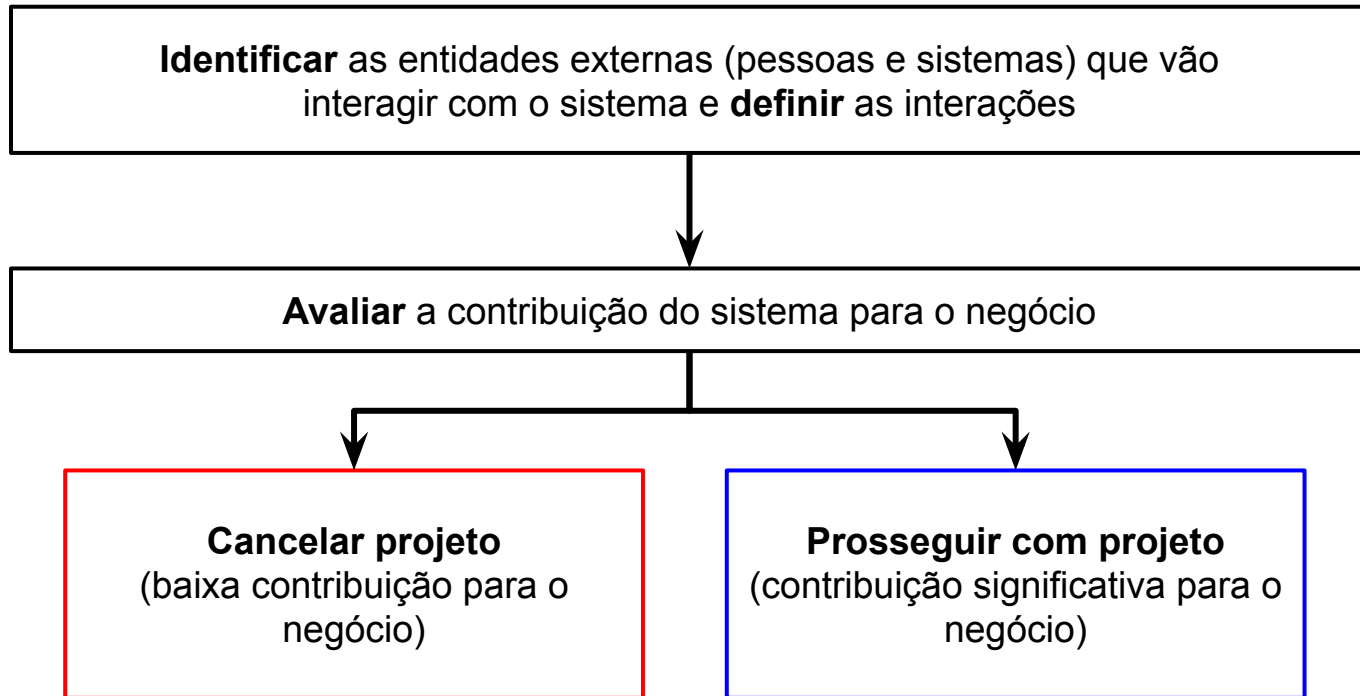 Identificar as entidades externas (pessoas e sistemas) que vão
interagir com o sistema e definir as interações
Avaliar a contribuição do sistema para o negócio
Cancelar projeto
(baixa contribuição para o
negócio)
Prosseguir com projeto
(contribuição significativa para o
negócio)